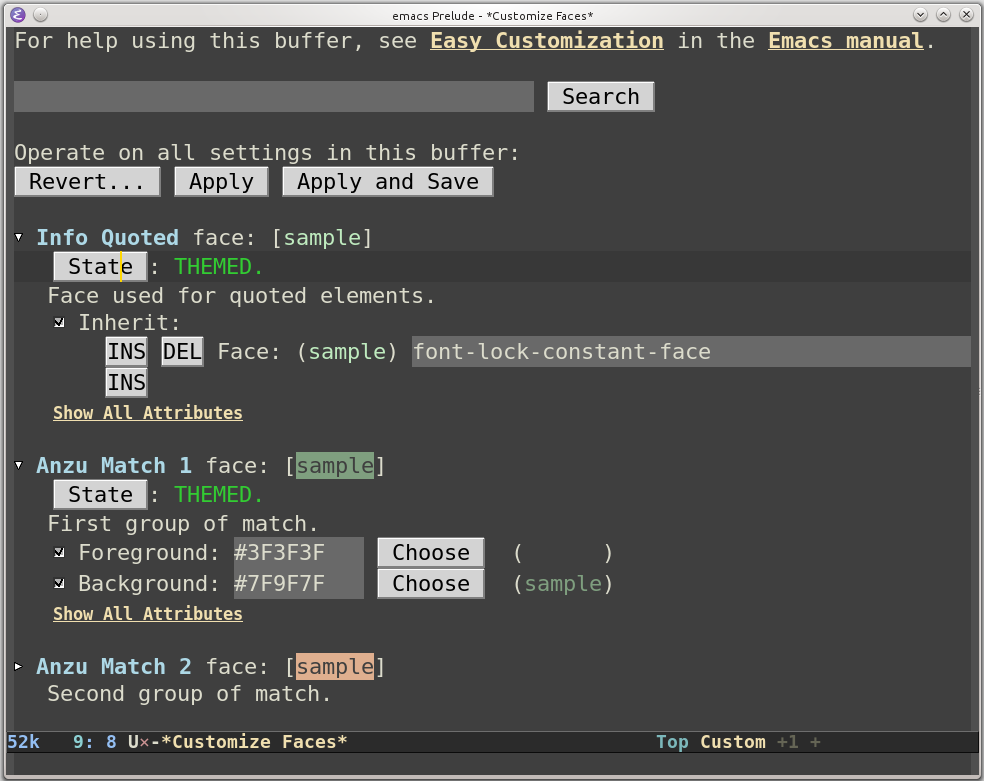 emacs Prelude - *Customize Faces*
For help using this buffer, see Easy Customization in the Emacs manual.
Search
Operate on all settings in this buffer:
Revert... Apply Apply and Save
Info Quoted face: [sample]
State : THEMED.
Face used for quoted elements.
Inherit:
INS DEL Face: (sample) font-lock-constant-face
INS
Show All Attributes
Anzu Match 1 face: [sample]
State : THEMED.
First group of match.
Foreground: #3F3F3F Choose ( )
Background: #7F9F7F Choose (sample)
Show All Attributes
Anzu Match 2 face: [sample]
Second group of match.
52k 9: 8 U×-*Customize Faces* Top Custom +1 +